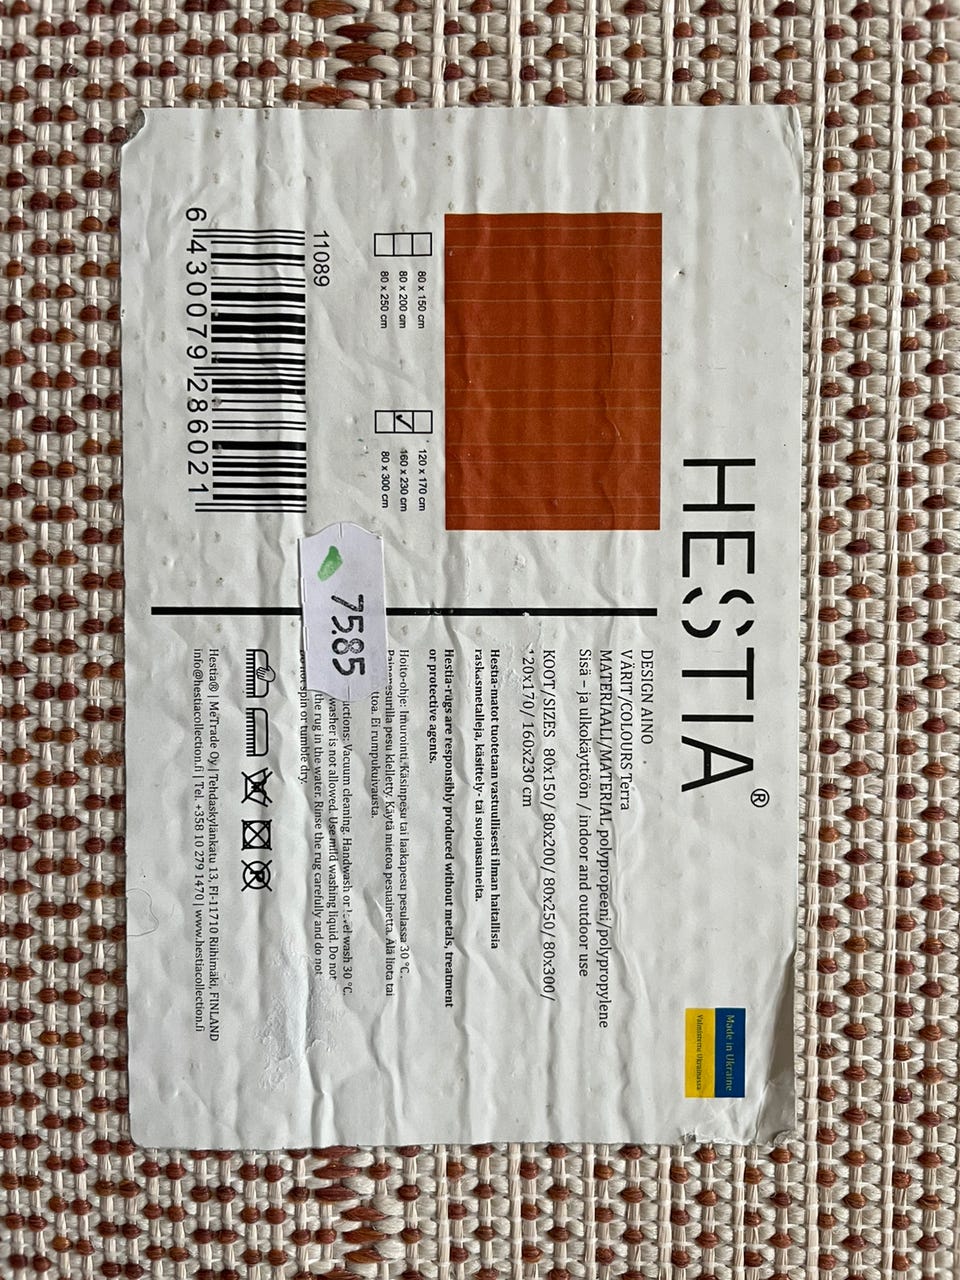 HESTIA®
80 x 150 cm
80 x 200 cm
80 x 250 cm
120 x 170 cm
160 x 230 cm
80 x 300 cm
11089
6 430079 286021
75.85
Made in Ukraine
Valmistettu Ukrainassa
DESIGN AINO
VÄRIT/COLOURS Terra
MATERIAALI/MATERIAL polypropeeni/polypropylene
Sisä – ja ulkokäyttöön / indoor and outdoor use
KOOT/SIZES 80x150/ 80x200/ 80x250/ 80x300/
120x170/ 160x230 cm
Hestia-matot tuotetaan vastuullisesti ilman haitallisia
raskasmetalleja, käsittely- tai suojausaineita.
Hestia-rugs are responsibly produced without metals, treatment
or protective agents.
Hoito-ohje: Imurointi. Käsinpesu tai laakapesu pesulassa 30 °C.
Painepesurilla pesu kielletty. Käytä mietoa pesuainetta. Älä liota tai
Ei rumpukuivausta.
Vacuum cleaning. Handwash or level wash 30 °C.
washer is not allowed. Use mild washing liquid. Do not
the rug in the water. Rinse the rug carefully and do not
spin or tumble dry.
Hestia® | MeTrade Oy | Tehdaskylänkatu 13, FI-11710 Riihimäki, FINLAND
info@hestiacollection.fi | Tel. +358 10 279 1470 | www.hestiacollection.fi